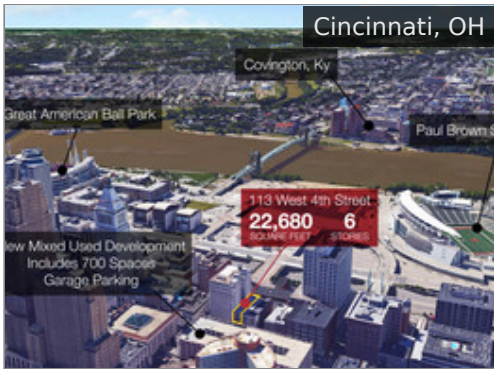 Cincinnati, OH
Covington, Ky
Great American Ball Park
Paul Brown
113 West 4th Street
22,680 6
SQUARE FEET STORIES
ew Mixed Used Development
Includes 700 Spaces
Garage Parking